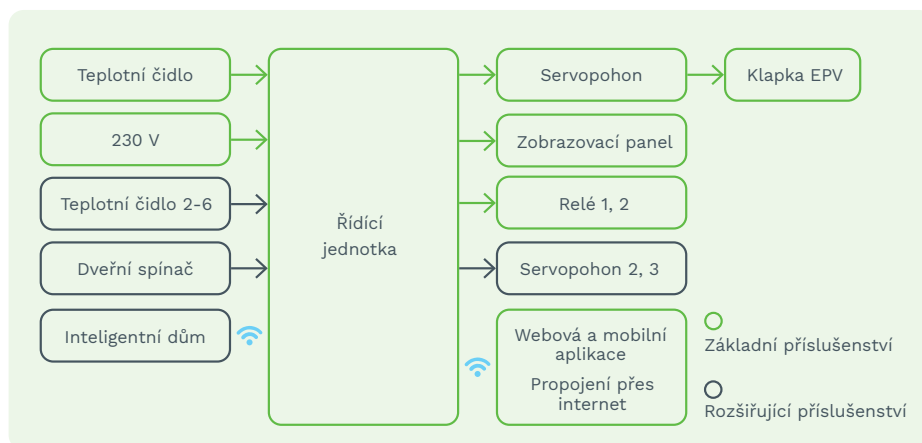 Teplotní čidlo
230 V
Teplotní čidlo 2-6
Dveřní spínač
Inteligentní dům
Řídící
jednotka
Servopohon
Klapka EPV
Zobrazovací panel
Relé 1, 2
Servopohon 2, 3
Webová a mobilní
aplikace
Propojení přes
internet
Základní příslušenství
Rozšiřující příslušenství